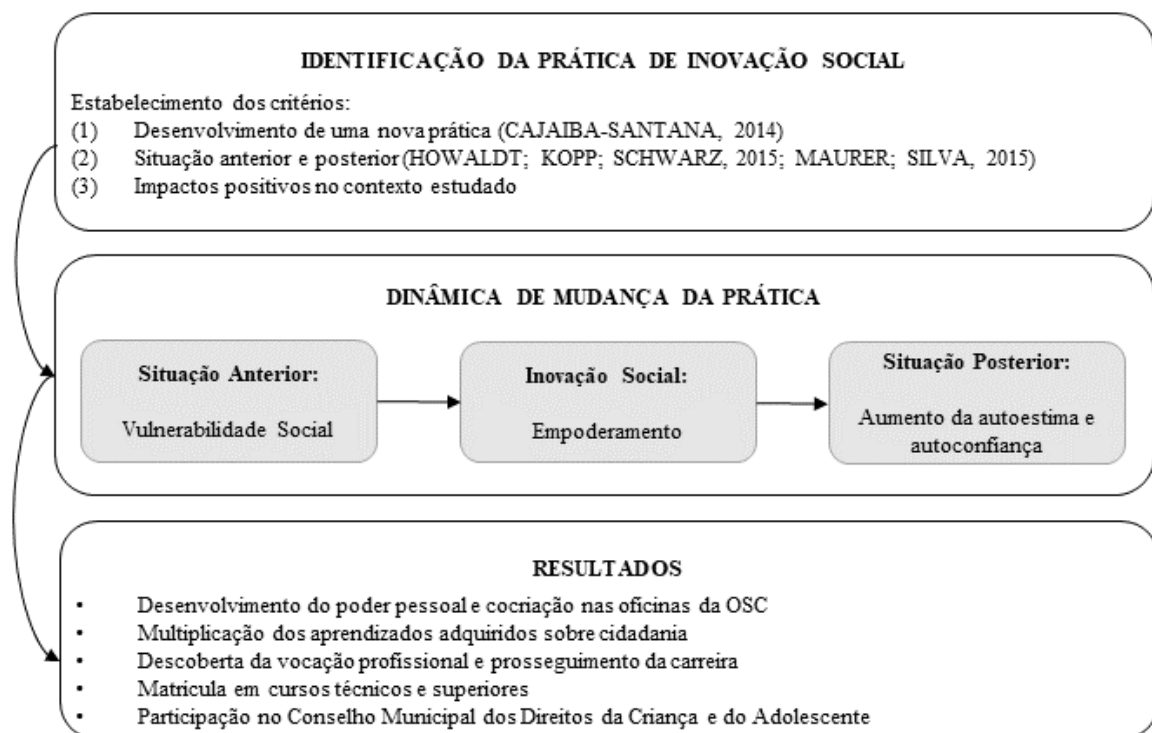 IDENTIFICAÇÃO DA PRÁTICA DE INOVAÇÃO SOCIAL
Estabelecimento dos critérios:
(1) Desenvolvimento de uma nova prática (CAJAIBA-SANTANA, 2014)
(2) Situação anterior e posterior (HOWALDT; KOPP; SCHWARZ, 2015; MAURER; SILVA, 2015)
(3) Impactos positivos no contexto estudado
DINÂMICA DE MUDANÇA DA PRÁTICA
Situação Anterior:
Vulnerabilidade Social
Inovação Social:
Empoderamento
Situação Posterior:
Aumento da autoestima e
autoconfiança
RESULTADOS
• Desenvolvimento do poder pessoal e cocriação nas oficinas da OSC
• Multiplicação dos aprendizados adquiridos sobre cidadania
• Descoberta da vocação profissional e prosseguimento da carreira
• Matrícula em cursos técnicos e superiores
• Participação no Conselho Municipal dos Direitos da Criança e do Adolescente